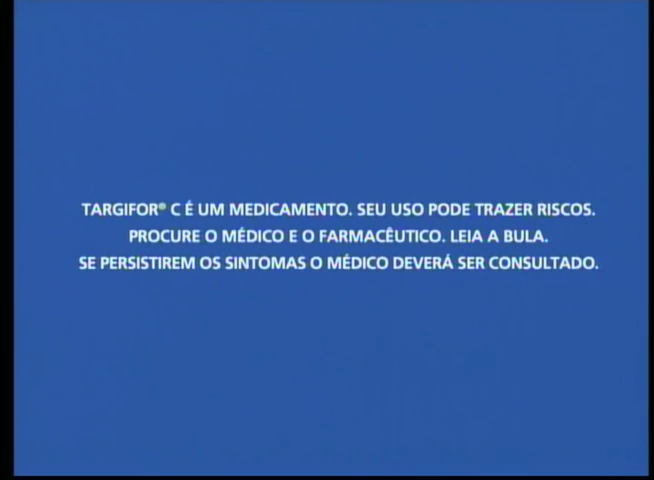 TARGIFOR® C É UM MEDICAMENTO. SEU USO PODE TRAZER RISCOS.
PROCURE O MÉDICO E O FARMACÊUTICO. LEIA A BULA.
SE PERSISTIREM OS SINTOMAS O MÉDICO DEVERÁ SER CONSULTADO.